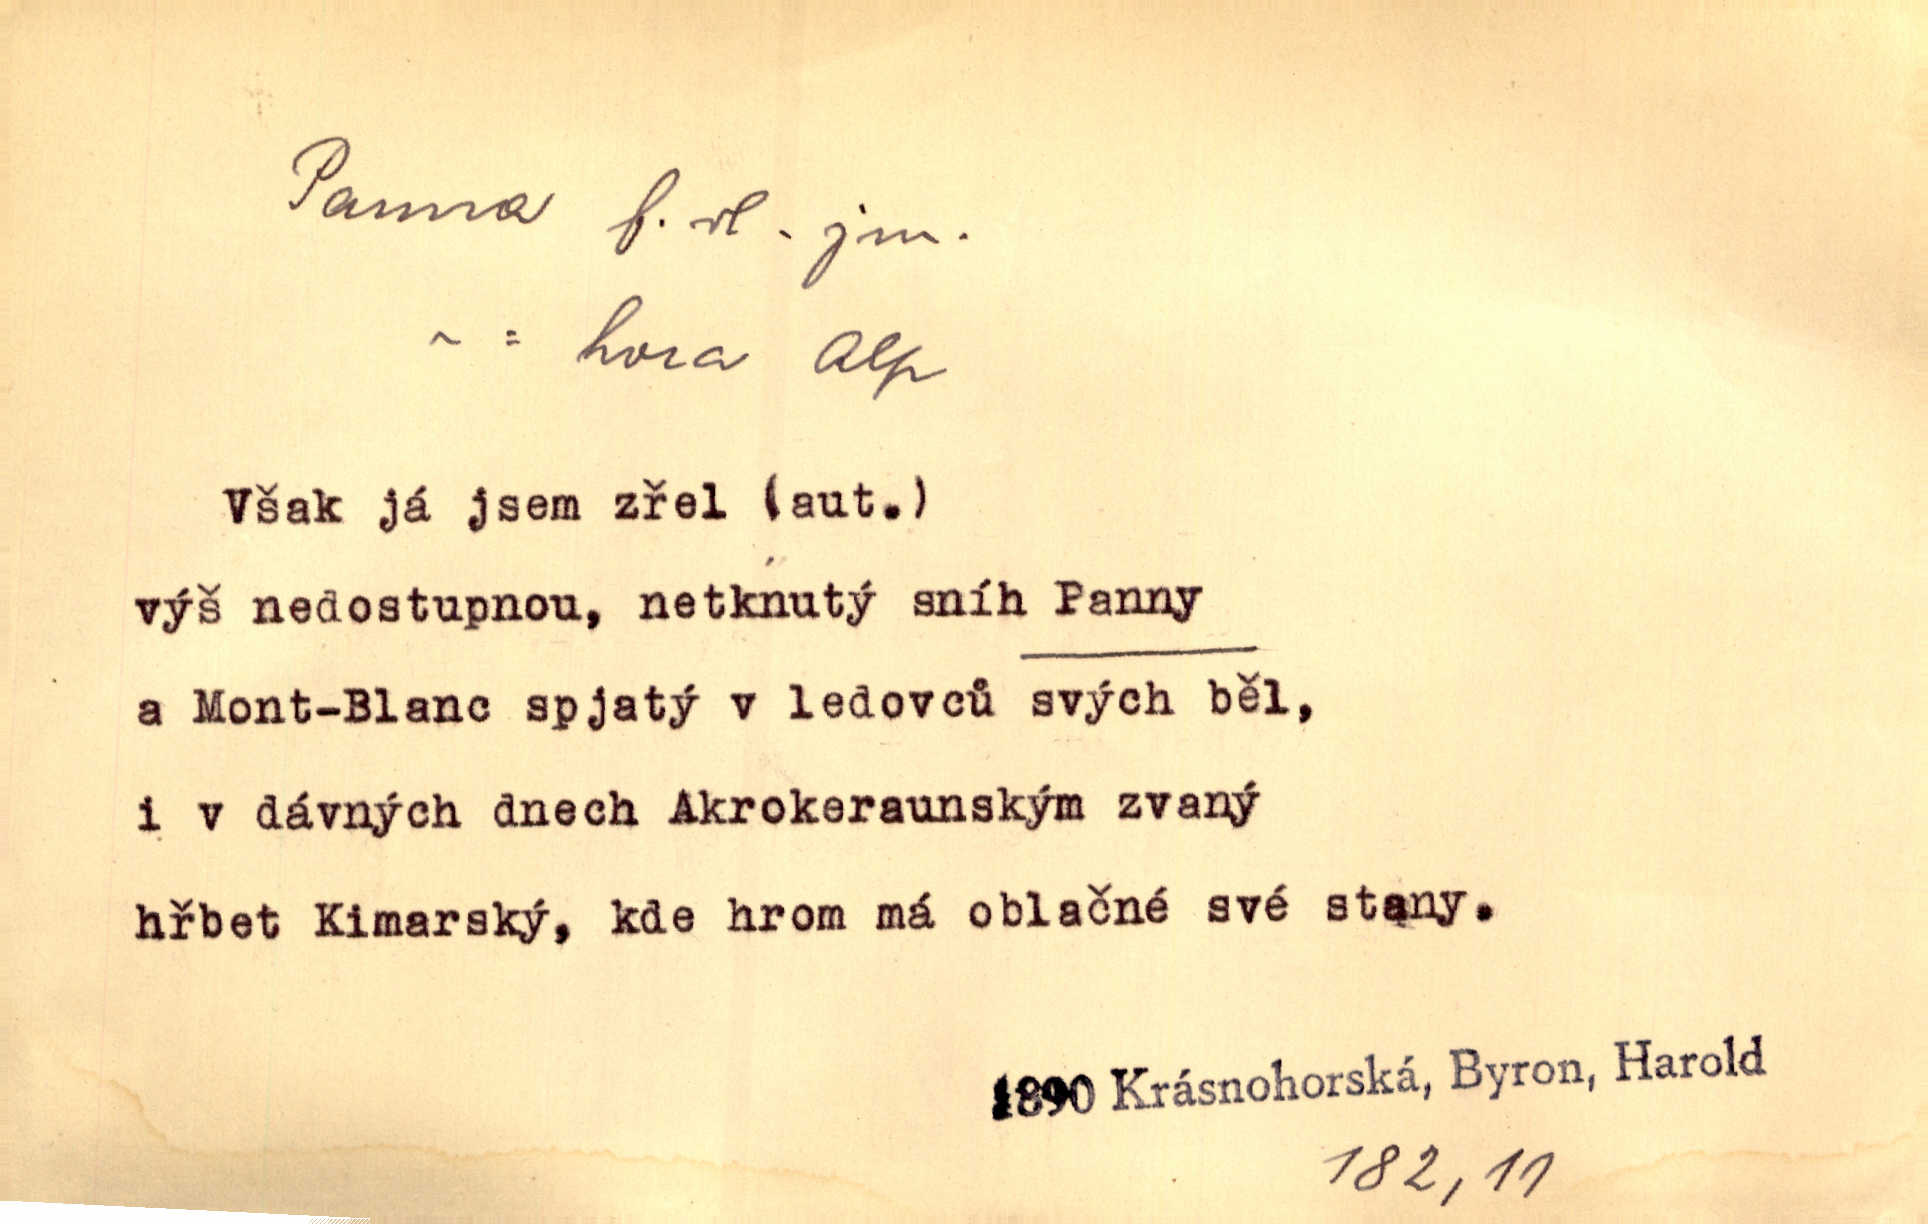 Panna f. vl. jm.
~ = hora Alp
Však já jsem zřel (aut.)
výš nedostupnou, netknutý sníh Panny
a Mont-Blanc spjatý v ledovců svých běl,
i v dávných dnech Akrokeraunským zvaný
hřbet Kimarský, kde hrom má oblačné své stany.
1890 Krásnohorská, Byron, Harold
182, 11